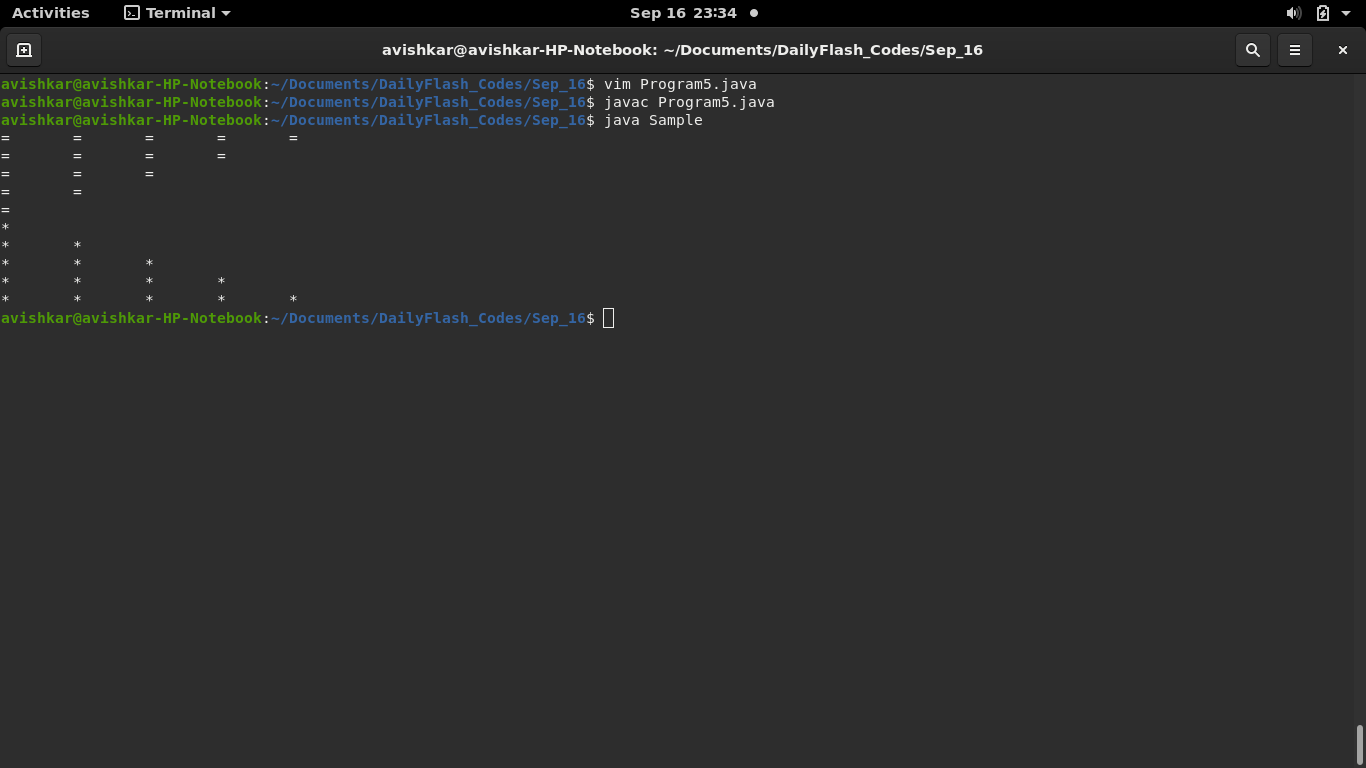 Activities Terminal Sep 16 23:34
avishkar@avishkar-HP-Notebook: ~/Documents/DailyFlash_Codes/Sep_16
avishkar@avishkar-HP-Notebook:~/Documents/DailyFlash_Codes/Sep_16$ vim Program5.java
avishkar@avishkar-HP-Notebook:~/Documents/DailyFlash_Codes/Sep_16$ javac Program5.java
avishkar@avishkar-HP-Notebook:~/Documents/DailyFlash_Codes/Sep_16$ java Sample
=	=	=	=	=
=	=	=	=
=	=	=
=	=
=
*
*	*
*	*	*
*	*	*	*
*	*	*	*	*
avishkar@avishkar-HP-Notebook:~/Documents/DailyFlash_Codes/Sep_16$